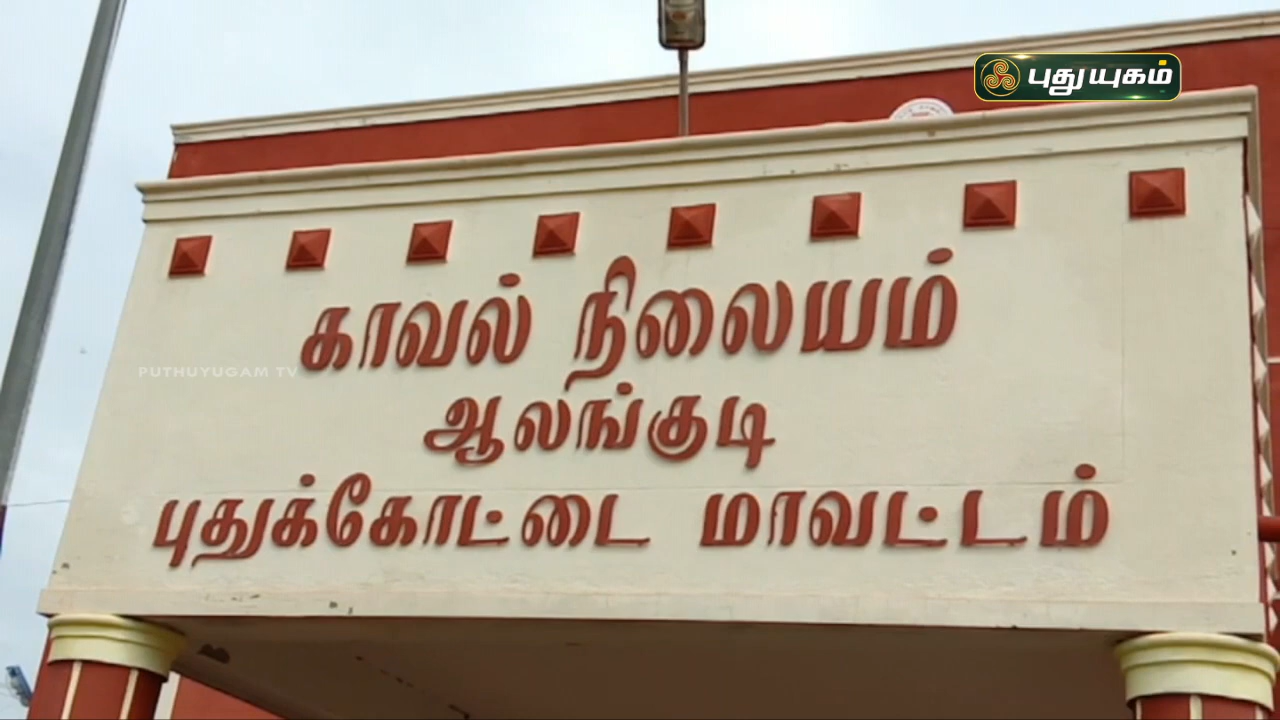 புதுயுகம்
காவல் நிலையம்
PUTHUYUGAM TV
ஆலங்குடி
புதுக்கோட்டை மாவட்டம்